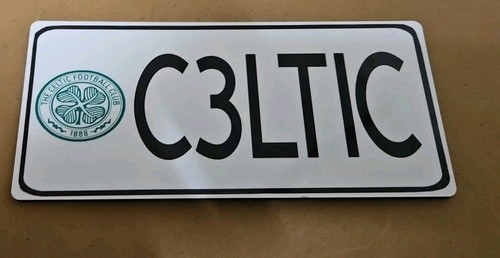 THE CELTIC FOOTBALL CLUB
1888
C3LTIC